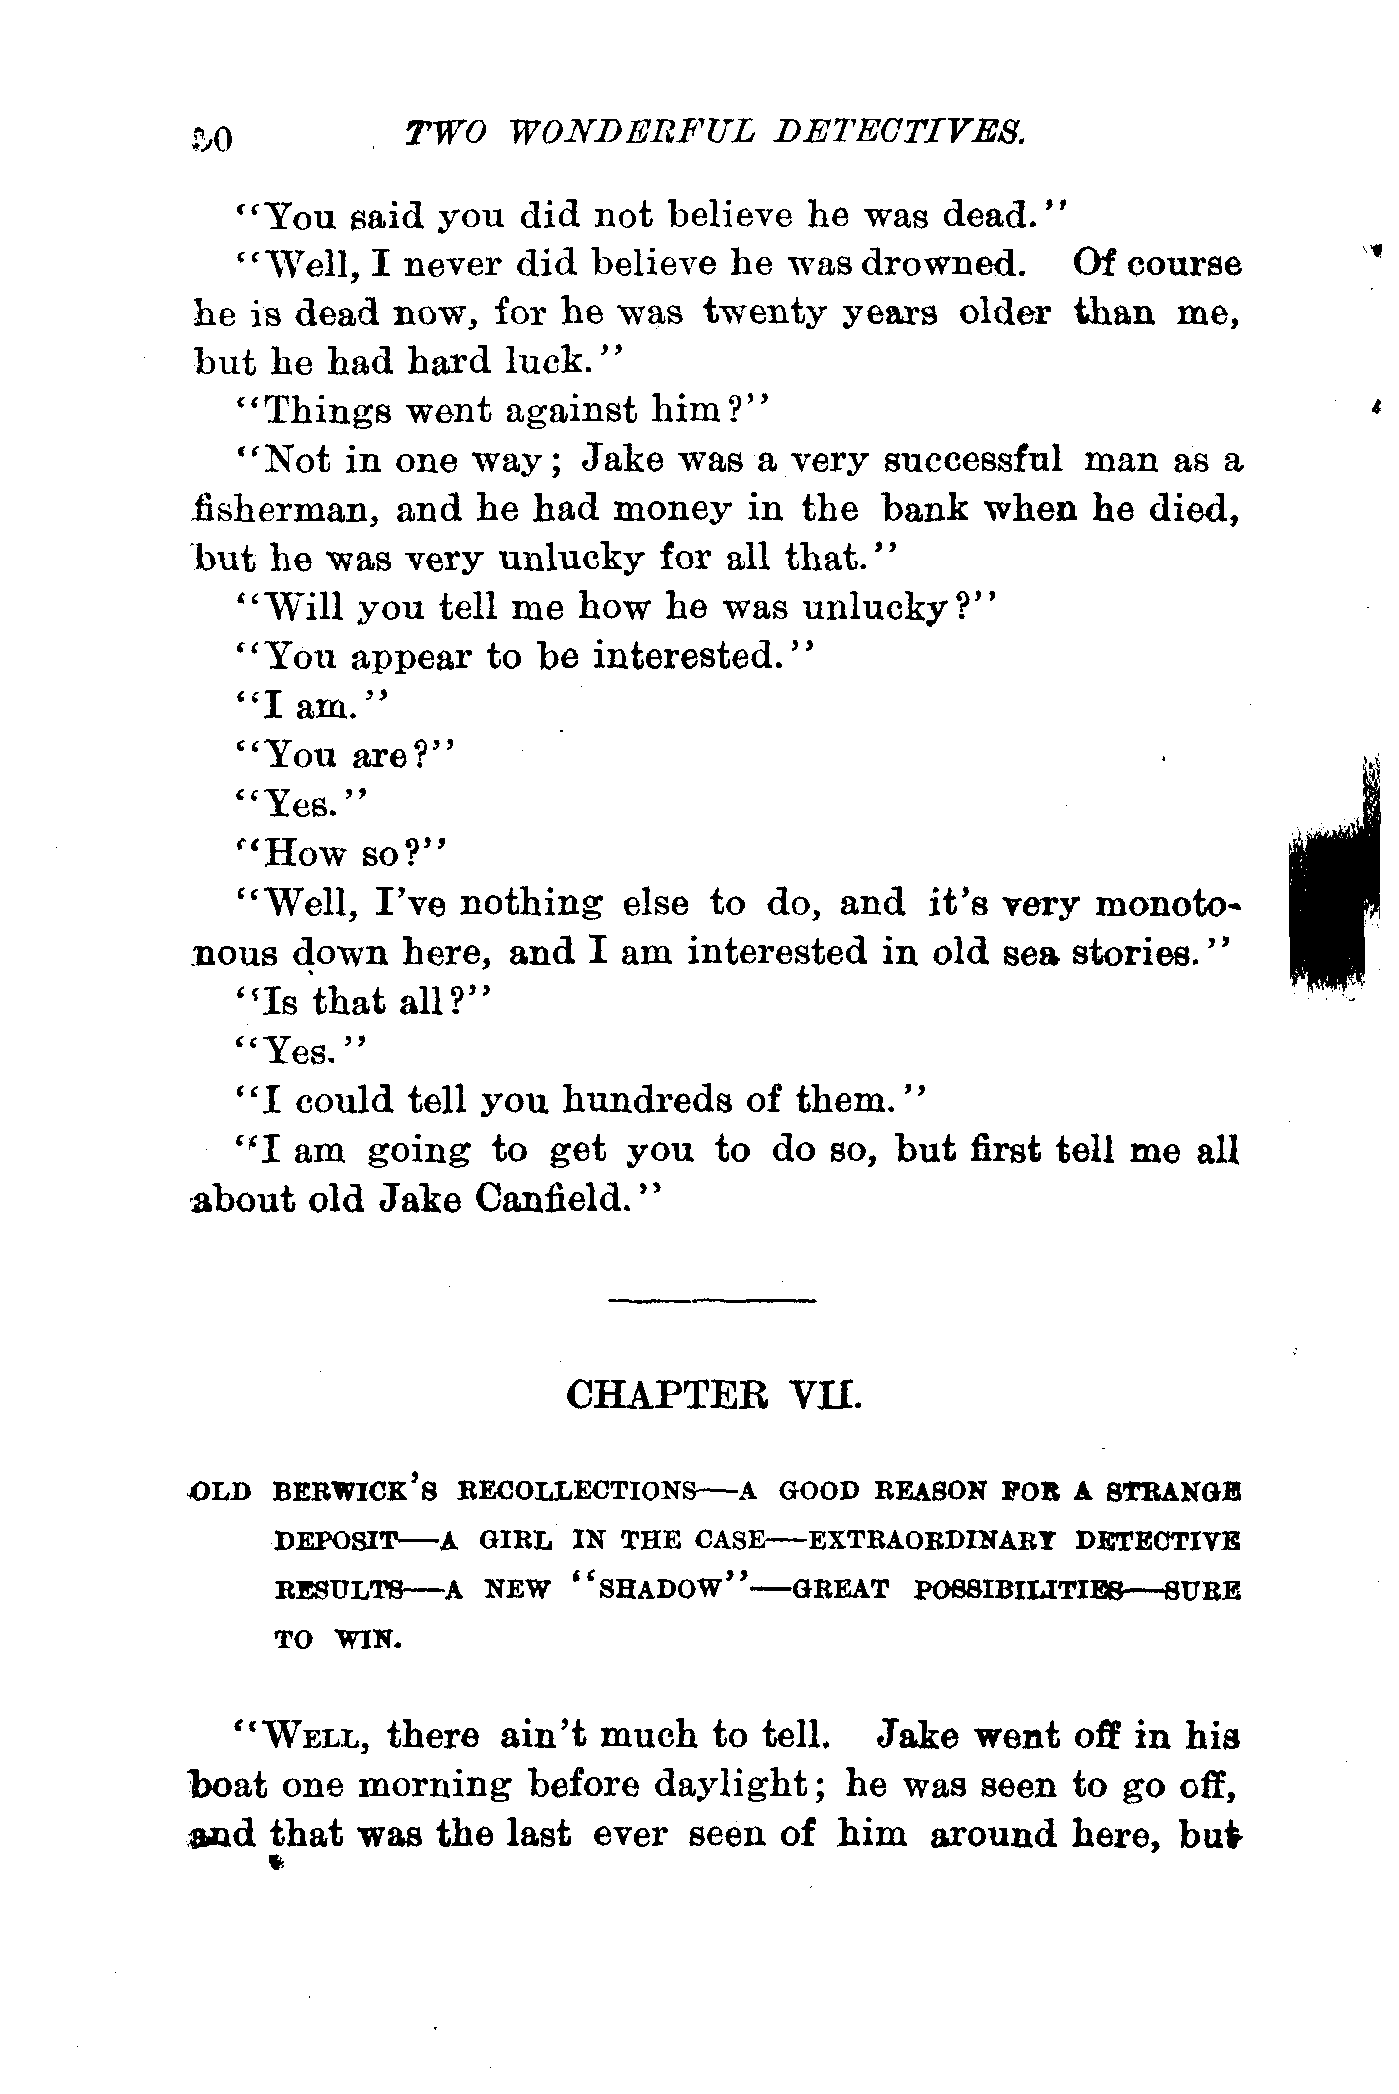 TWO WONDERFUL DETECTIVES.
"You said you did not believe he was dead."
"Well, I never did believe he was drowned. Of course
he is dead now, for he was twenty years older than me,
but he had hard luck."
"Things went against him?"
"Not in one way; Jake was a very successful man as a
fisherman, and he had money in the bank when he died,
but he was very unlucky for all that."
"Will you tell me how he was unlucky?"
"You appear to be interested."
"I am."
"You are?"
"Yes."
"How so?"
"Well, I've nothing else to do, and it's very monoto-
nous down here, and I am interested in old sea stories."
"Is that all?"
"Yes."
"I could tell you hundreds of them."
"I am going to get you to do so, but first tell me all
about old Jake Canfield."
CHAPTER VII.
OLD BERWICK'S RECOLLECTIONS—A GOOD REASON FOR A STRANGE
DEPOSIT—A GIRL IN THE CASE—EXTRAORDINARY DETECTIVE
RESULTS—A NEW "SHADOW"—GREAT POSSIBILITIES—SURE
TO WIN.
"WELL, there ain't much to tell. Jake went off in his
boat one morning before daylight; he was seen to go off,
and that was the last ever seen of him around here, but